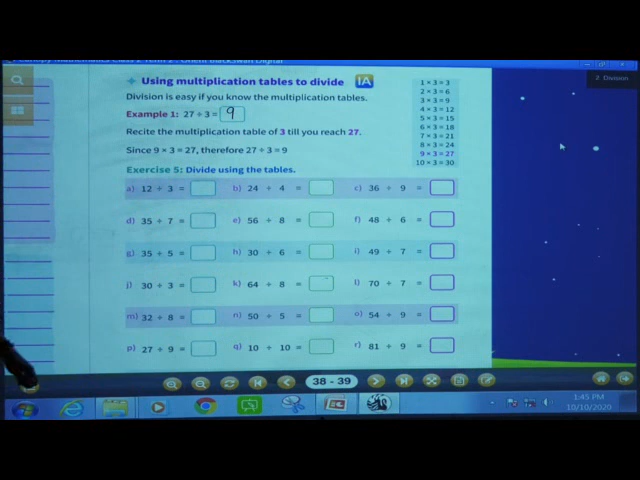 2. Division
Using multiplication tables to divide IA
Division is easy if you know the multiplication tables.
Example 1: 27 ÷ 3 = 9
Recite the multiplication table of 3 till you reach 27.
Since 9 × 3 = 27, therefore 27 ÷ 3 = 9
1 × 3 = 3
2 × 3 = 6
3 × 3 = 9
4 × 3 = 12
5 × 3 = 15
6 × 3 = 18
7 × 3 = 21
8 × 3 = 24
9 × 3 = 27
10 × 3 = 30
Exercise 5: Divide using the tables.
a) 12 ÷ 3 = b) 24 ÷ 4 = c) 36 ÷ 9 =
d) 35 ÷ 7 = e) 56 ÷ 8 = f) 48 ÷ 6 =
g) 35 ÷ 5 = h) 30 ÷ 6 = i) 49 ÷ 7 =
j) 30 ÷ 3 = k) 64 ÷ 8 = l) 70 ÷ 7 =
m) 32 ÷ 8 = n) 50 ÷ 5 = o) 54 ÷ 9 =
p) 27 ÷ 9 = q) 10 ÷ 10 = r) 81 ÷ 9 =
38 - 39
1:45 PM
10/10/2020